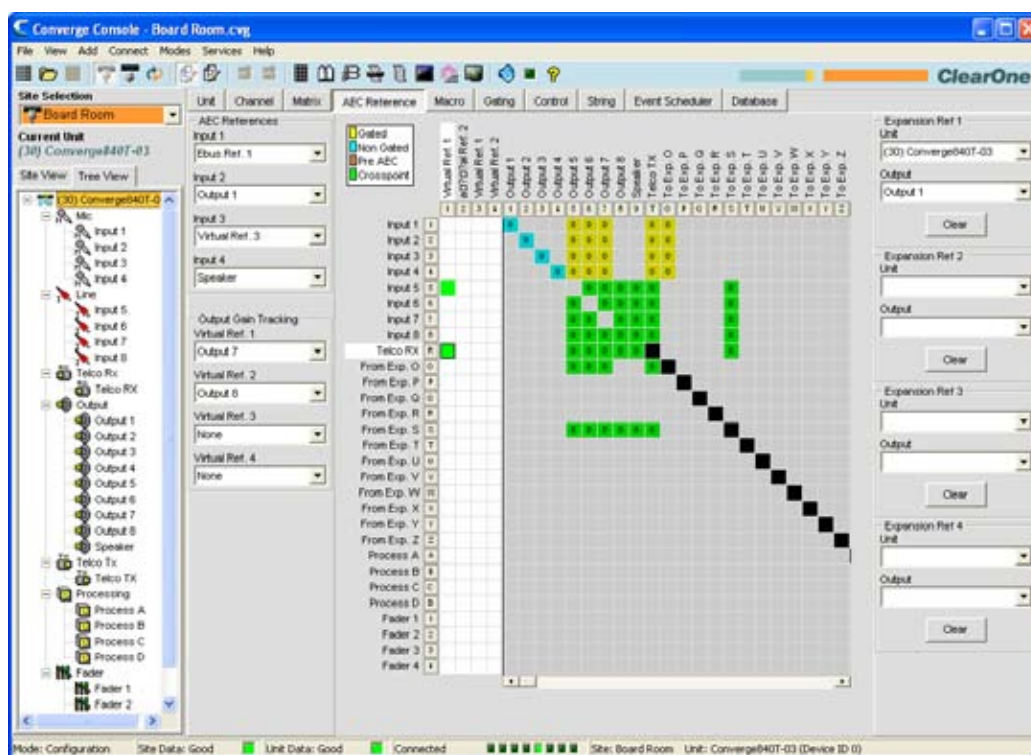 Converge Console - Board Room.cvg
File View Add Connect Modes Services Help
ClearOne
Site Selection
Board Room
Current Unit
(30) Converge840T-03
Site View Tree View
(30) Converge840T-0
Mic
Input 1
Input 2
Input 3
Input 4
Line
Input 5
Input 6
Input 7
Input 8
Telco Rx
Telco RX
Output
Output 1
Output 2
Output 3
Output 4
Output 5
Output 6
Output 7
Output 8
Speaker
Telco Tx
Telco TX
Processing
Process A
Process B
Process C
Process D
Fader
Fader 1
Fader 2
Unit Channel Matrix AEC Reference Macro Gating Control String Event Scheduler Database
AEC References
Input 1
Ebus Ref. 1
Input 2
Output 1
Input 3
Virtual Ref. 3
Input 4
Speaker
Output Gain Tracking
Virtual Ref. 1
Output 7
Virtual Ref. 2
Output 8
Virtual Ref. 3
None
Virtual Ref. 4
None
Gated
Non Gated
Pre AEC
Crosspoint
Virtual Ref. 1
Virtual Ref. 1
Virtual Ref. 4
Output 1
Output 2
Output 3
Output 4
Output 5
Output 6
Output 7
Output 8
Speaker
Telco TX
To Exp. O
To Exp. P
To Exp. Q
To Exp. R
To Exp. S
To Exp. T
To Exp. U
To Exp. V
To Exp. W
To Exp. X
To Exp. Y
To Exp. Z
Input 1
Input 2
Input 3
Input 4
Input 5
Input 6
Input 7
Input 8
Telco RX
From Exp. O
From Exp. P
From Exp. Q
From Exp. R
From Exp. S
From Exp. T
From Exp. U
From Exp. V
From Exp. W
From Exp. X
From Exp. Y
From Exp. Z
Process A
Process B
Process C
Process D
Fader 1
Fader 2
Fader 3
Fader 4
Expansion Ref 1
Unit
(30) Converge840T-03
Output
Output 1
Clear
Expansion Ref 2
Unit
Output
Clear
Expansion Ref 3
Unit
Output
Clear
Expansion Ref 4
Unit
Output
Clear
Mode: Configuration Site Data: Good Unit Data: Good Connected Site: Board Room Unit: Converge840T-03 (Device ID 0)